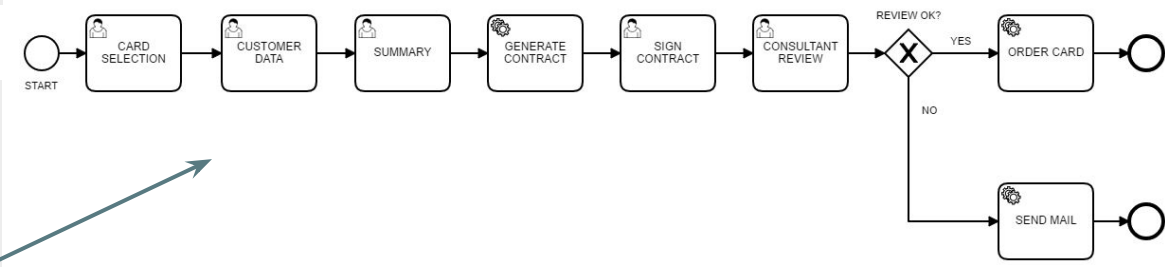 REVIEW OK?
CARD
SELECTION
CUSTOMER
DATA
SUMMARY
GENERATE
CONTRACT
SIGN
CONTRACT
CONSULTANT
REVIEW
X
YES
ORDER CARD
START
NO
SEND MAIL